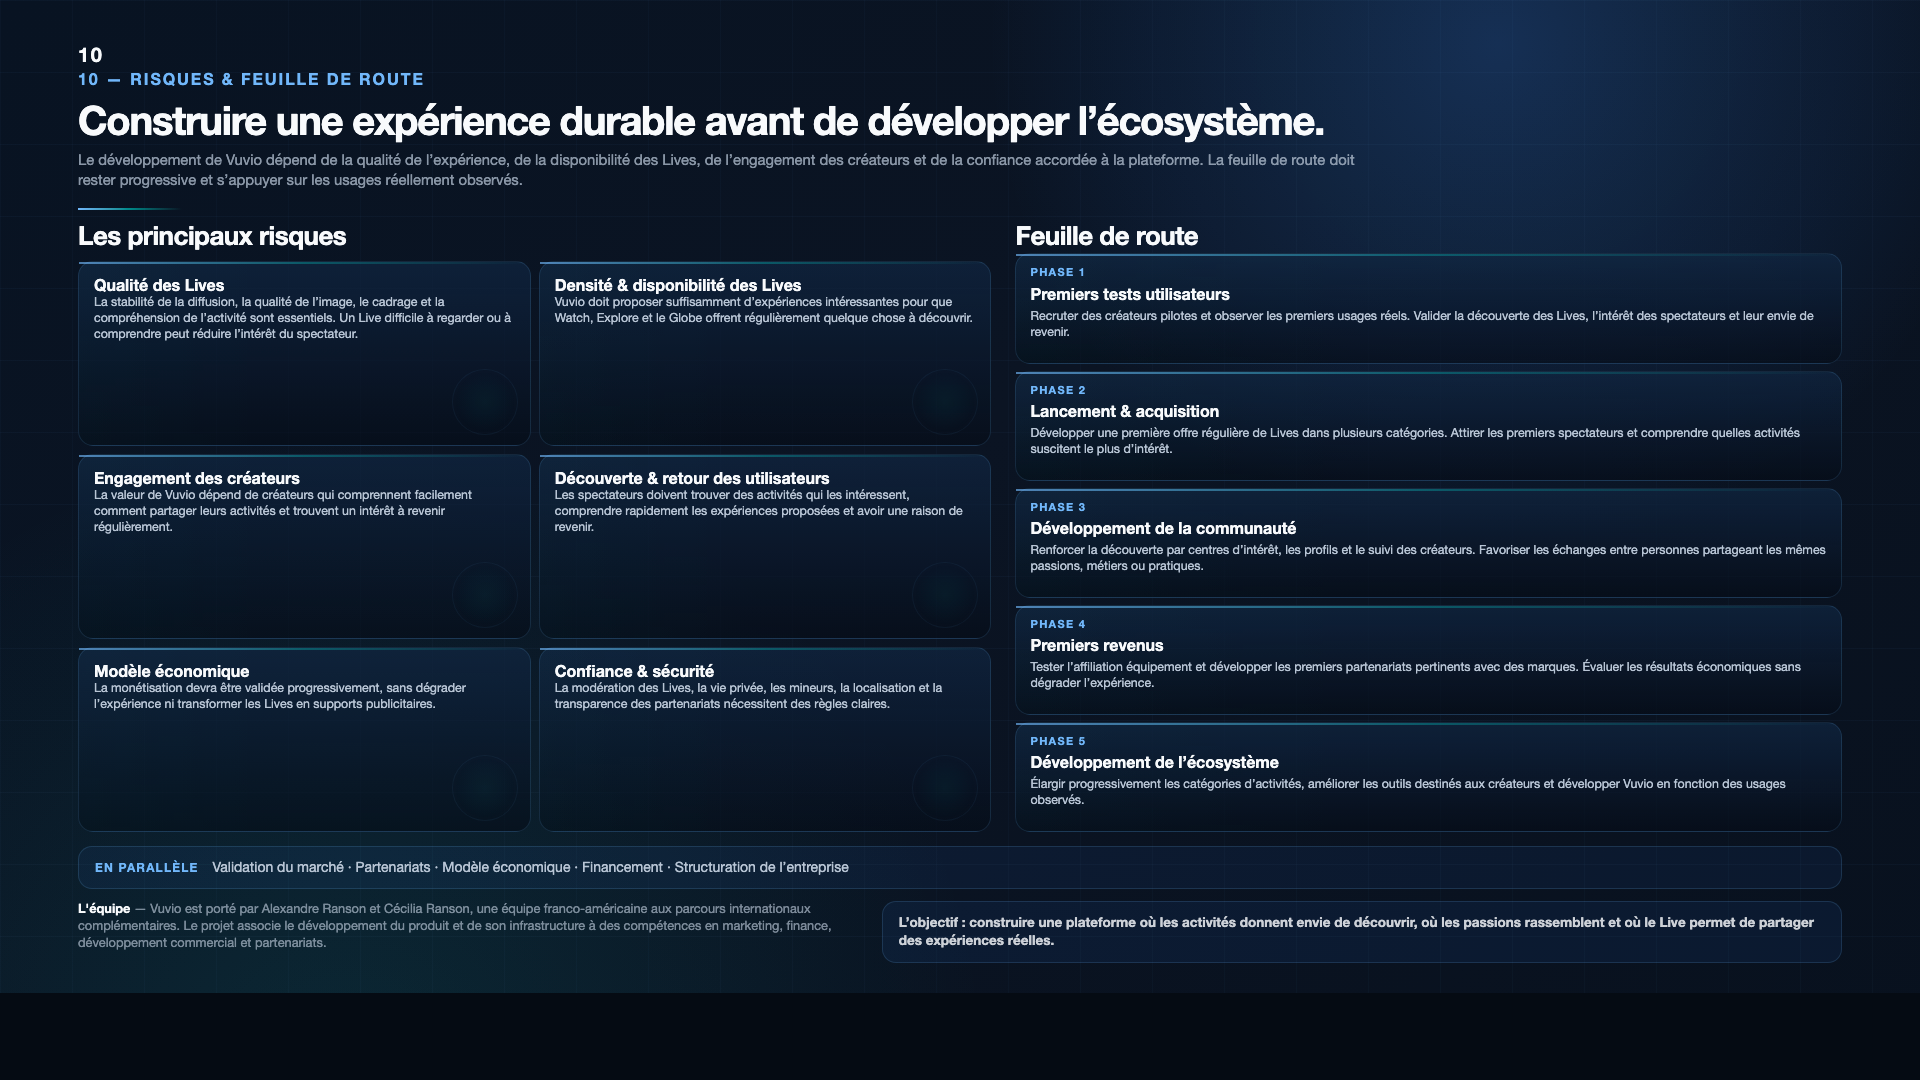 10
10 — RISQUES & FEUILLE DE ROUTE
Construire une expérience durable avant de développer l’écosystème.
Le développement de Vuvio dépend de la qualité de l’expérience, de la disponibilité des Lives, de l’engagement des créateurs et de la confiance accordée à la plateforme. La feuille de route doit
rester progressive et s’appuyer sur les usages réellement observés.
Les principaux risques
Qualité des Lives
La stabilité de la diffusion, la qualité de l’image, le cadrage et la
compréhension de l’activité sont essentiels. Un Live difficile à regarder ou à
comprendre peut réduire l’intérêt du spectateur.
Densité & disponibilité des Lives
Vuvio doit proposer suffisamment d’expériences intéressantes pour que
Watch, Explore et le Globe offrent régulièrement quelque chose à découvrir.
Engagement des créateurs
La valeur de Vuvio dépend de créateurs qui comprennent facilement
comment partager leurs activités et trouvent un intérêt à revenir
régulièrement.
Découverte & retour des utilisateurs
Les spectateurs doivent trouver des activités qui les intéressent,
comprendre rapidement les expériences proposées et avoir une raison de
revenir.
Modèle économique
La monétisation devra être validée progressivement, sans dégrader
l’expérience ni transformer les Lives en supports publicitaires.
Confiance & sécurité
La modération des Lives, la vie privée, les mineurs, la localisation et la
transparence des partenariats nécessitent des règles claires.
Feuille de route
PHASE 1
Premiers tests utilisateurs
Recruter des créateurs pilotes et observer les premiers usages réels. Valider la découverte des Lives, l’intérêt des spectateurs et leur envie de
revenir.
PHASE 2
Lancement & acquisition
Développer une première offre régulière de Lives dans plusieurs catégories. Attirer les premiers spectateurs et comprendre quelles activités
suscitent le plus d’intérêt.
PHASE 3
Développement de la communauté
Renforcer la découverte par centres d’intérêt, les profils et le suivi des créateurs. Favoriser les échanges entre personnes partageant les mêmes
passions, métiers ou pratiques.
PHASE 4
Premiers revenus
Tester l’affiliation équipement et développer les premiers partenariats pertinents avec des marques. Évaluer les résultats économiques sans
dégrader l’expérience.
PHASE 5
Développement de l’écosystème
Élargir progressivement les catégories d’activités, améliorer les outils destinés aux créateurs et développer Vuvio en fonction des usages
observés.
EN PARALLÈLE Validation du marché · Partenariats · Modèle économique · Financement · Structuration de l’entreprise
L'équipe — Vuvio est porté par Alexandre Ranson et Cécilia Ranson, une équipe franco-américaine aux parcours internationaux
complémentaires. Le projet associe le développement du produit et de son infrastructure à des compétences en marketing, finance,
développement commercial et partenariats.
L’objectif : construire une plateforme où les activités donnent envie de découvrir, où les passions rassemblent et où le Live permet de partager
des expériences réelles.